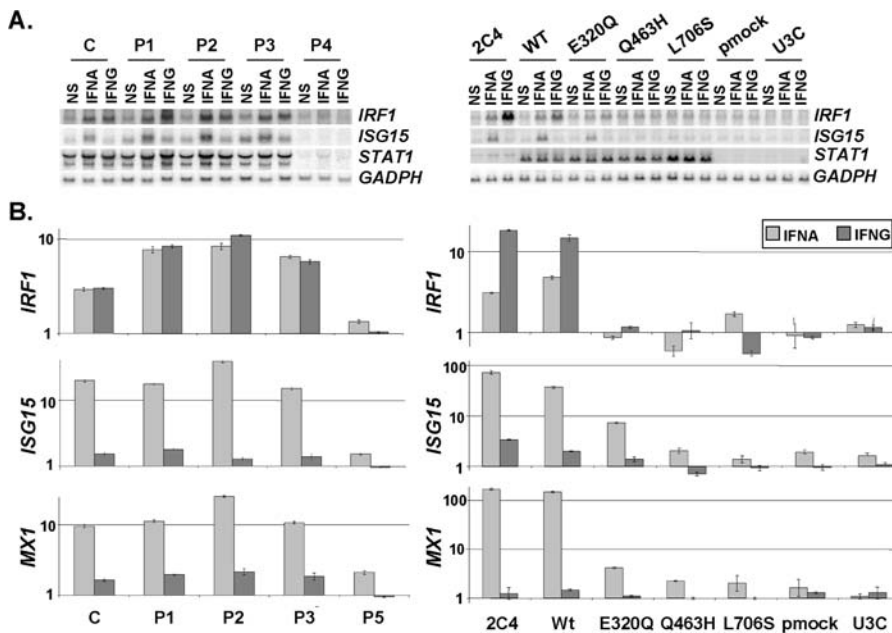 A.
C P1 P2 P3 P4
NS IFNA IFNG NS IFNA IFNG NS IFNA IFNG NS IFNA IFNG NS IFNA IFNG
IRF1
ISG15
STAT1
GADPH
2C4 WT E320Q Q463H L706S pmock U3C
NS IFNA IFNG NS IFNA IFNG NS IFNA IFNG NS IFNA IFNG NS IFNA IFNG NS IFNA IFNG NS IFNA IFNG
IRF1
ISG15
STAT1
GADPH
B.
IRF1
10
1
ISG15
10
1
MX1
10
1
C P1 P2 P3 P5
IFNA IFNG
IRF1
10
1
ISG15
100
10
1
MX1
100
10
1
2C4 Wt E320Q Q463H L706S pmock U3C